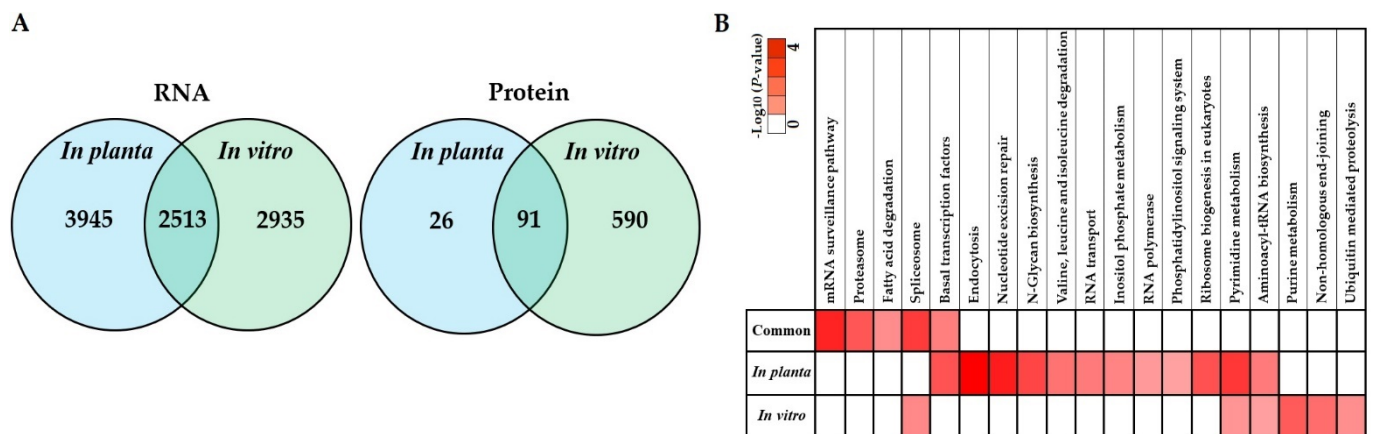 A
RNA
In planta
In vitro
3945
2513
2935
Protein
In planta
In vitro
26
91
590
B
-Log10 (P-value)
4
0
mRNA surveillance pathway
Proteasome
Fatty acid degradation
Spliceosome
Basal transcription factors
Endocytosis
Nucleotide excision repair
N-Glycan biosynthesis
Valine, leucine and isoleucine degradation
RNA transport
Inositol phosphate metabolism
RNA polymerase
Phosphatidylinositol signaling system
Ribosome biogenesis in eukaryotes
Pyrimidine metabolism
Aminoacyl-tRNA biosynthesis
Purine metabolism
Non-homologous end-joining
Ubiquitin mediated proteolysis
Common
In planta
In vitro